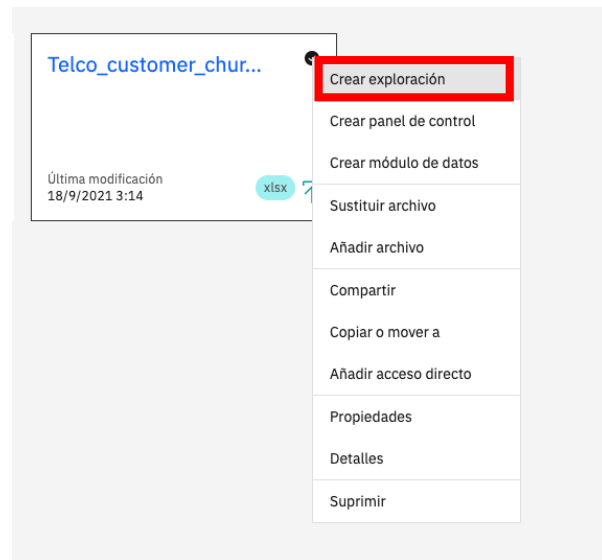 Telco_customer_chur...
Última modificación
18/9/2021 3:14
xlsx
Crear exploración
Crear panel de control
Crear módulo de datos
Sustituir archivo
Añadir archivo
Compartir
Copiar o mover a
Añadir acceso directo
Propiedades
Detalles
Suprimir